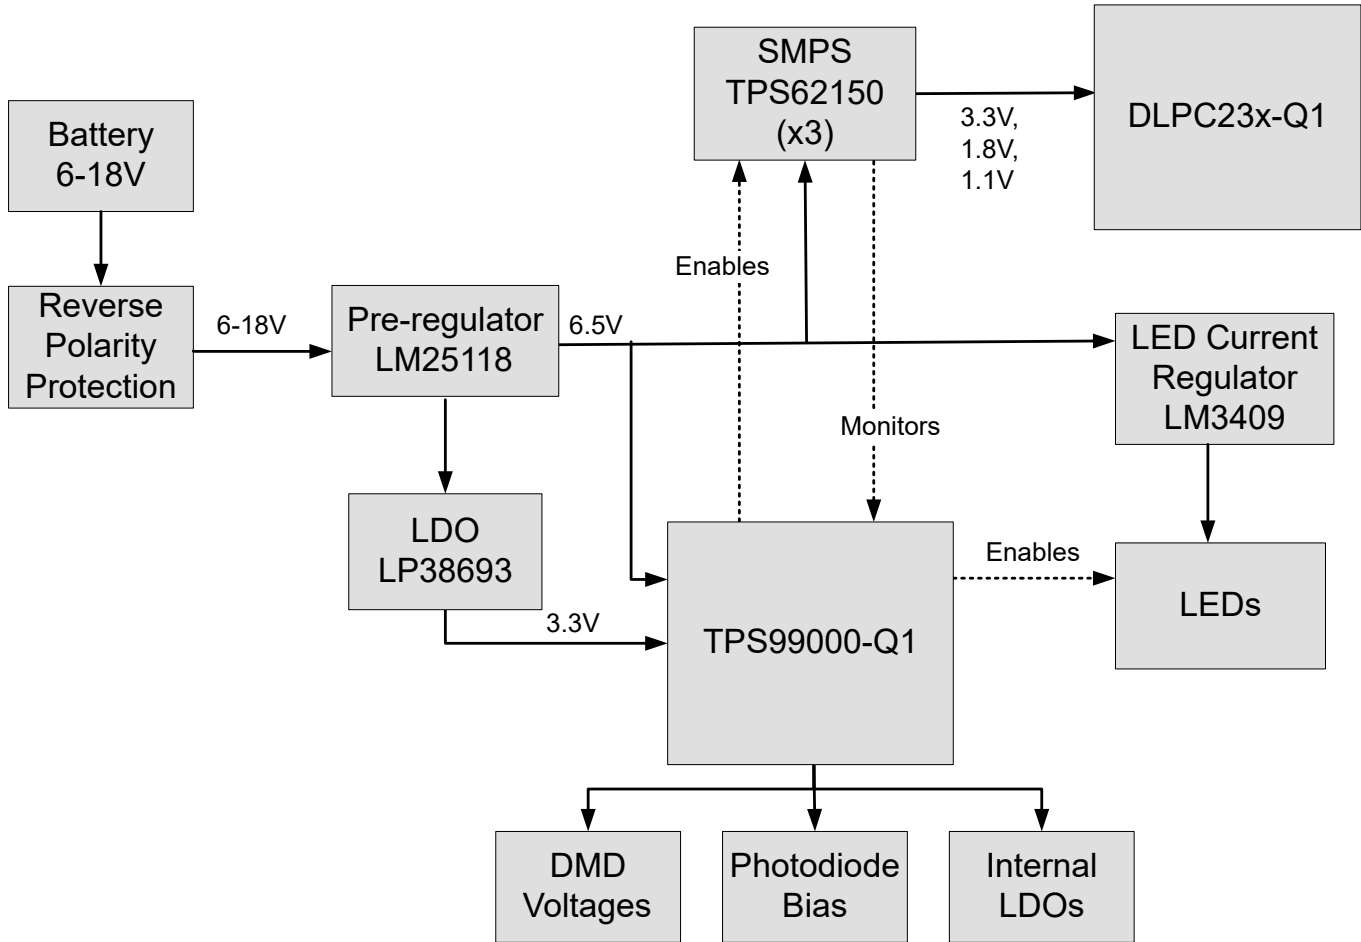 SMPS
TPS62150
(x3)
DLPC23x-Q1
3.3V,
1.8V,
1.1V
Battery
6-18V
Enables
Reverse
Polarity
Protection
6-18V
Pre-regulator
LM25118
6.5V
LED Current
Regulator
LM3409
Monitors
LDO
LP38693
3.3V
TPS99000-Q1
Enables
LEDs
DMD
Voltages
Photodiode
Bias
Internal
LDOs